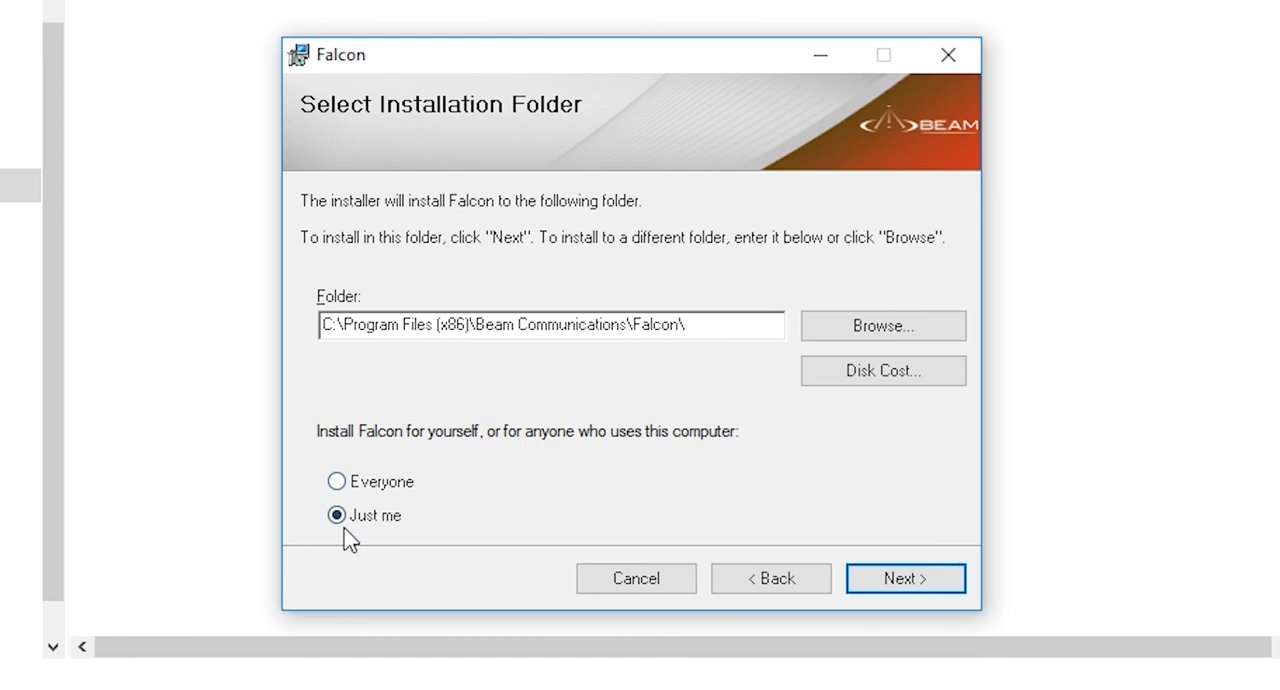 Falcon
Select Installation Folder
BEAM
The installer will install Falcon to the following folder.
To install in this folder, click "Next". To install to a different folder, enter it below or click "Browse".
Folder:
C:\Program Files (x86)\Beam Communications\Falcon\
Browse...
Disk Cost...
Install Falcon for yourself, or for anyone who uses this computer:
Everyone
Just me
Cancel
< Back
Next >